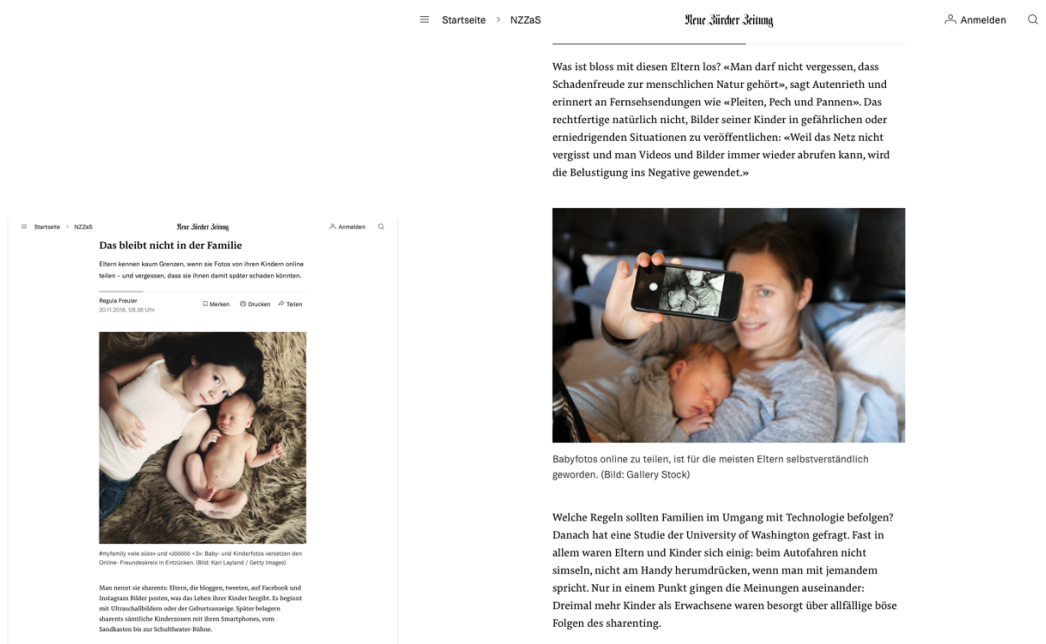 Startseite > NZZaS
Neue Zürcher Zeitung
Anmelden
Was ist bloss mit diesen Eltern los? «Man darf nicht vergessen, dass
Schadenfreude zur menschlichen Natur gehört», sagt Autenrieth und
erinnert an Fernsehsendungen wie «Pleiten, Pech und Pannen». Das
rechtfertige natürlich nicht, Bilder seiner Kinder in gefährlichen oder
erniedrigenden Situationen zu veröffentlichen: «Weil das Netz nicht
vergisst und man Videos und Bilder immer wieder abrufen kann, wird
die Belustigung ins Negative gewendet.»
Babyfotos online zu teilen, ist für die meisten Eltern selbstverständlich
geworden. (Bild: Gallery Stock)
Welche Regeln sollten Familien im Umgang mit Technologie befolgen?
Danach hat eine Studie der University of Washington gefragt. Fast in
allem waren Eltern und Kinder sich einig: beim Autofahren nicht
simseln, nicht am Handy herumdrücken, wenn man mit jemandem
spricht. Nur in einem Punkt gingen die Meinungen auseinander:
Dreimal mehr Kinder als Erwachsene waren besorgt über allfällige böse
Folgen des sharenting.
Startseite > NZZaS
Neue Zürcher Zeitung
Anmelden
Das bleibt nicht in der Familie
Eltern kennen kaum Grenzen, wenn sie Fotos von ihren Kindern online
teilen – und vergessen, dass sie ihnen damit später schaden könnten.
Regula Freuler
20.11.2016, 09.38 Uhr
Merken Drucken Teilen
#myfamily «wie süss» und «Jööööö <3»: Baby- und Kinderfotos versetzen den
Online- Freundeskreis in Entzücken. (Bild: Kari Layland / Getty Images)
Man nennt sie sharents: Eltern, die bloggen, tweeten, auf Facebook und
Instagram Bilder posten, was das Leben ihrer Kinder hergibt. Es beginnt
mit Ultraschallbildern oder der Geburtsanzeige. Später belagern
sharents sämtliche Kinderzonen mit ihren Smartphones, vom
Sandkasten bis zur Schultheater-Bühne.